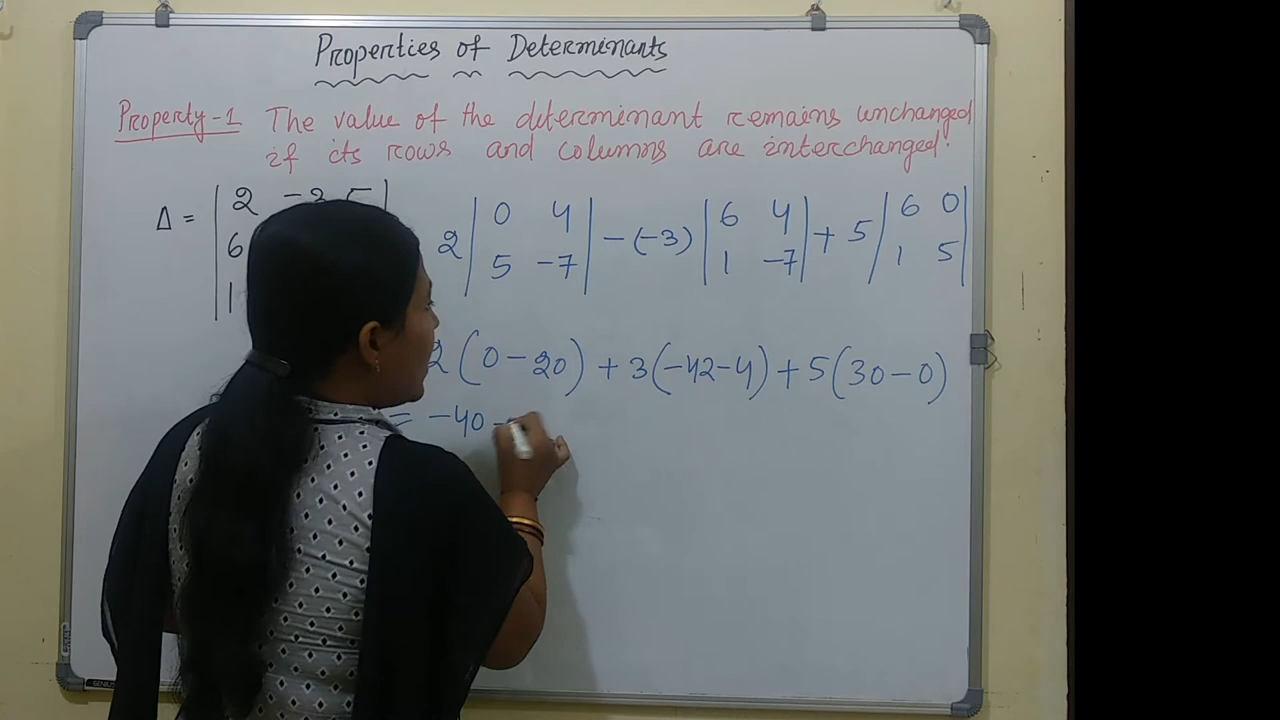 Properties of Determinants
Property-1 The value of the determinant remains unchanged
if its rows and columns are interchanged.
Δ = | 2 -3 5 | 2 | 0 4 | - (-3) | 6 4 | + 5 | 6 0 |
| 6 | 5 -7 | | 1 -7 | | 1 5 |
| 1
2 (0 - 20) + 3 (-42 - 4) + 5 (30 - 0)
= -40 -